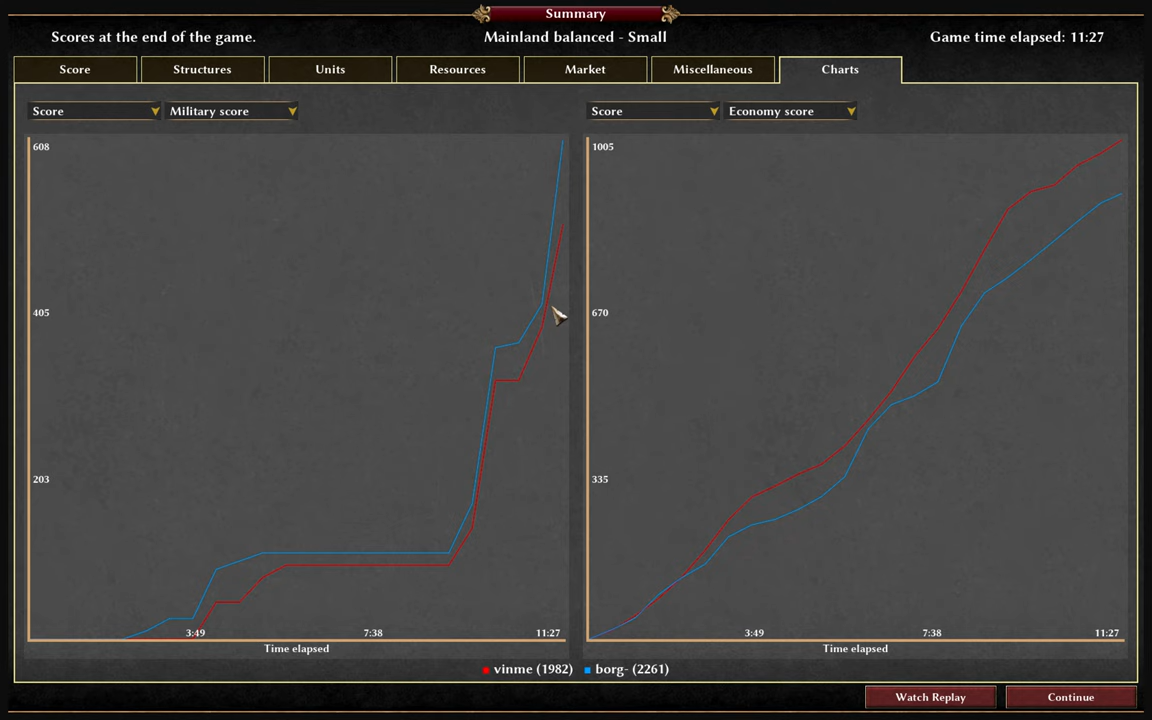 Summary
Scores at the end of the game.
Mainland balanced - Small
Game time elapsed: 11:27
Score
Structures
Units
Resources
Market
Miscellaneous
Charts
Score
Military score
Score
Economy score
608
405
203
3:49
7:38
11:27
Time elapsed
1005
670
335
3:49
7:38
11:27
Time elapsed
vinme (1982)
borg- (2261)
Watch Replay
Continue